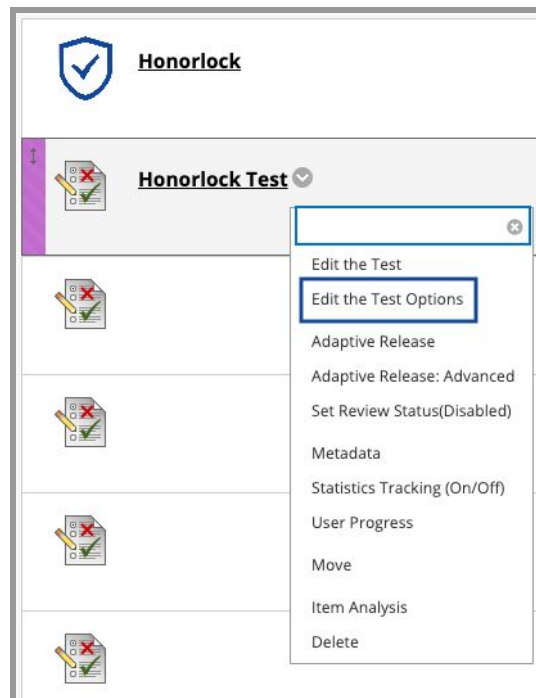 Honorlock
Honorlock Test
Edit the Test
Edit the Test Options
Adaptive Release
Adaptive Release: Advanced
Set Review Status(Disabled)
Metadata
Statistics Tracking (On/Off)
User Progress
Move
Item Analysis
Delete